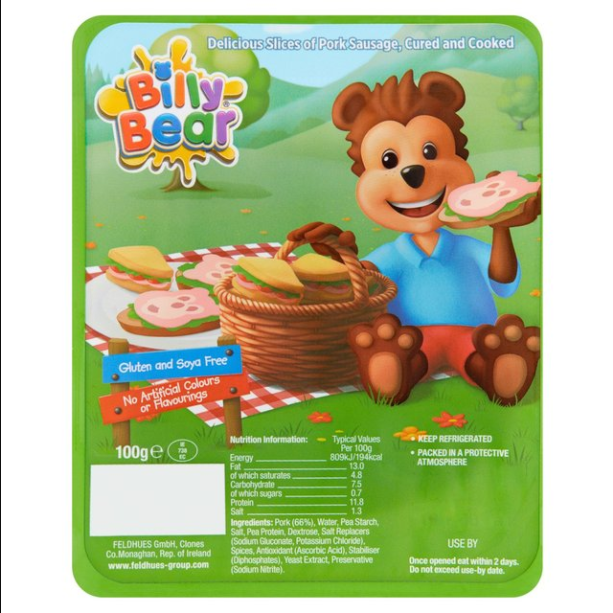 Delicious Slices of Pork Sausage, Cured and Cooked
Billy
Bear®
Gluten and Soya Free
No Artificial Colours
or Flavourings
100g e
IE
738
EC
Nutrition Information: Typical Values
Per 100g
Energy 809kJ/194kcal
Fat 13.0
of which saturates 4.8
Carbohydrate 7.5
of which sugars 0.7
Protein 11.8
Salt 1.3
Ingredients: Pork (66%), Water, Pea Starch,
Salt, Pea Protein, Dextrose, Salt Replacers
(Sodium Gluconate, Potassium Chloride),
Spices, Antioxidant (Ascorbic Acid), Stabiliser
(Diphosphates), Yeast Extract, Preservative
(Sodium Nitrite).
• KEEP REFRIGERATED
• PACKED IN A PROTECTIVE
ATMOSPHERE
FELDHUES GmbH, Clones
Co.Monaghan, Rep. of Ireland
www.feldhues-group.com
USE BY
Once opened eat within 2 days.
Do not exceed use-by date.